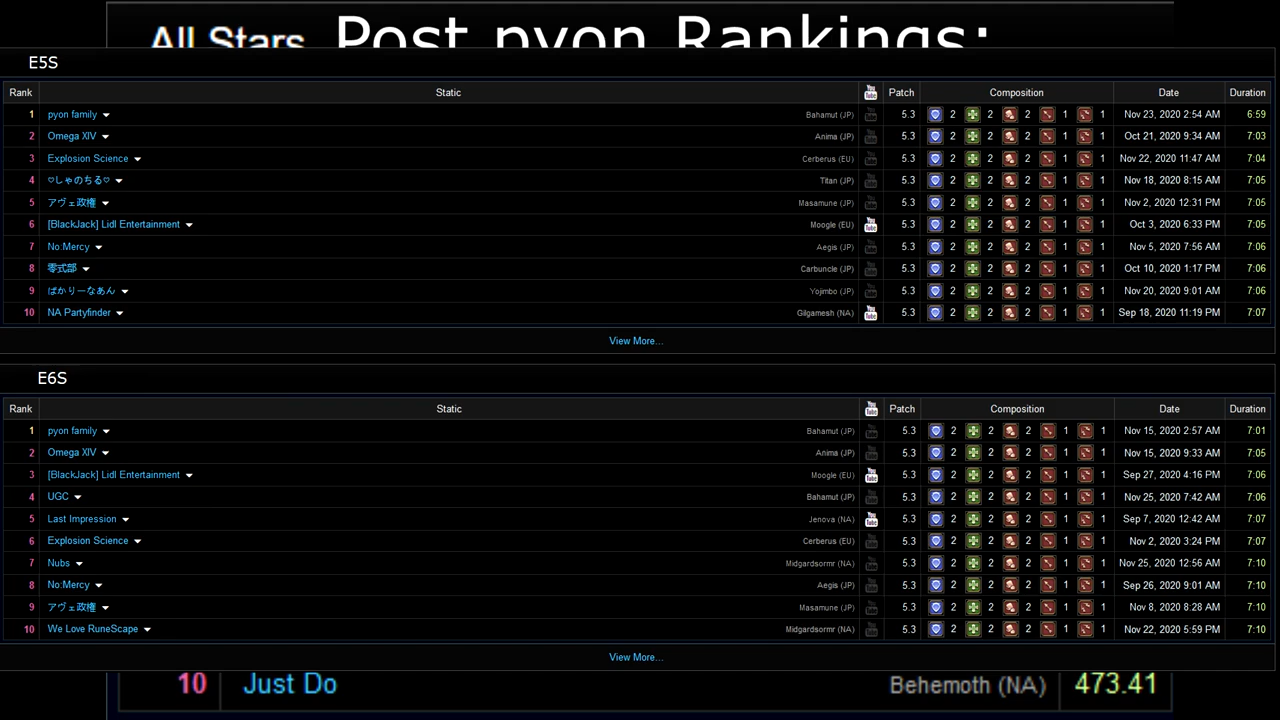 All Stars Post pyon Rankings:
E5S
Rank Static You Tube Patch Composition Date Duration
1 pyon family Bahamut (JP) 5.3 2 2 2 1 1 Nov 23, 2020 2:54 AM 6:59
2 Omega XIV Anima (JP) 5.3 2 2 2 1 1 Oct 21, 2020 9:34 AM 7:03
3 Explosion Science Cerberus (EU) 5.3 2 2 2 1 1 Nov 22, 2020 11:47 AM 7:04
4 ♡しゃのちる♡ Titan (JP) 5.3 2 2 2 1 1 Nov 18, 2020 8:15 AM 7:05
5 アヴェ政権 Masamune (JP) 5.3 2 2 2 1 1 Nov 2, 2020 12:31 PM 7:05
6 [BlackJack] Lidl Entertainment Moogle (EU) You Tube 5.3 2 2 2 1 1 Oct 3, 2020 6:33 PM 7:05
7 No:Mercy Aegis (JP) 5.3 2 2 2 1 1 Nov 5, 2020 7:56 AM 7:06
8 零式部 Carbuncle (JP) 5.3 2 2 2 1 1 Oct 10, 2020 1:17 PM 7:06
9 ばかりーなあん Yojimbo (JP) 5.3 2 2 2 1 1 Nov 20, 2020 9:01 AM 7:06
10 NA Partyfinder Gilgamesh (NA) You Tube 5.3 2 2 2 1 1 Sep 18, 2020 11:19 PM 7:07
View More...
E6S
Rank Static You Tube Patch Composition Date Duration
1 pyon family Bahamut (JP) 5.3 2 2 2 1 1 Nov 15, 2020 2:57 AM 7:01
2 Omega XIV Anima (JP) 5.3 2 2 2 1 1 Nov 15, 2020 9:33 AM 7:05
3 [BlackJack] Lidl Entertainment Moogle (EU) You Tube 5.3 2 2 2 1 1 Sep 27, 2020 4:16 PM 7:06
4 UGC Bahamut (JP) 5.3 2 2 2 1 1 Nov 25, 2020 7:42 AM 7:06
5 Last Impression Jenova (NA) You Tube 5.3 2 2 2 1 1 Sep 7, 2020 12:42 AM 7:07
6 Explosion Science Cerberus (EU) 5.3 2 2 2 1 1 Nov 2, 2020 3:24 PM 7:07
7 Nubs Midgardsormr (NA) 5.3 2 2 2 1 1 Nov 25, 2020 12:56 AM 7:10
8 No:Mercy Aegis (JP) 5.3 2 2 2 1 1 Sep 26, 2020 9:01 AM 7:10
9 アヴェ政権 Masamune (JP) 5.3 2 2 2 1 1 Nov 8, 2020 8:28 AM 7:10
10 We Love RuneScape Midgardsormr (NA) 5.3 2 2 2 1 1 Nov 22, 2020 5:59 PM 7:10
View More...
10 Just Do Behemoth (NA) 473.41